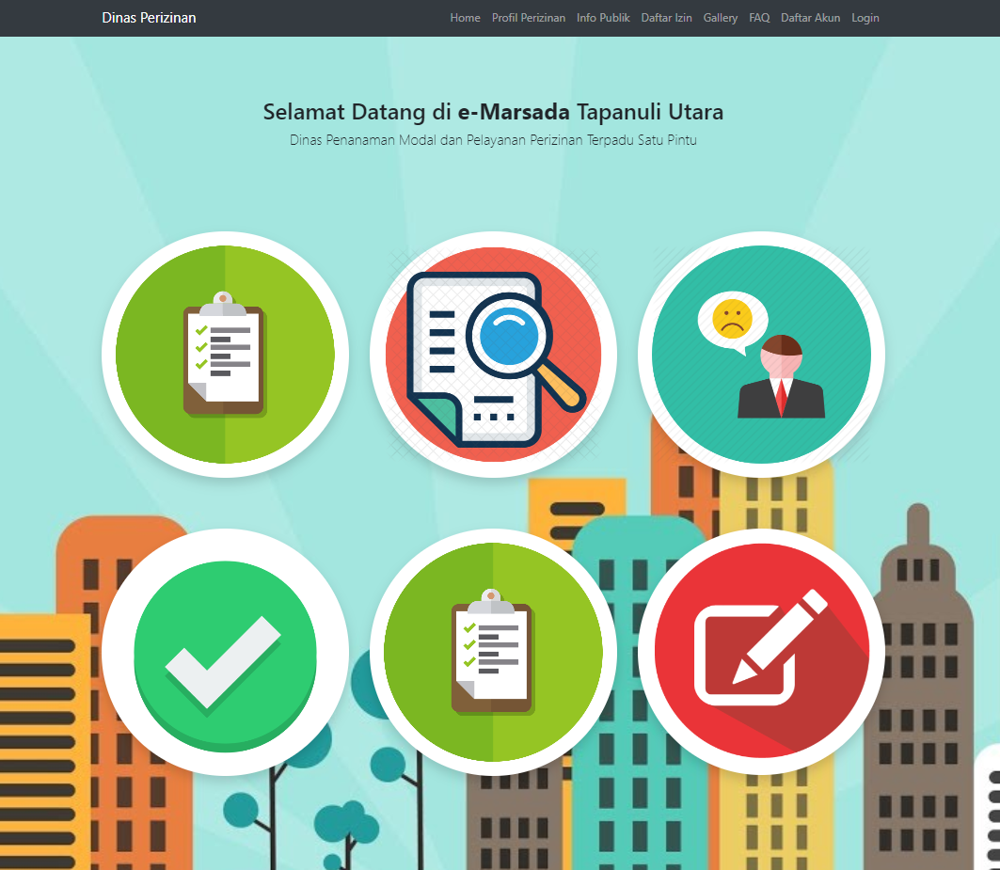 Dinas Perizinan
Home Profil Perizinan Info Publik Daftar Izin Gallery FAQ Daftar Akun Login
Selamat Datang di e-Marsada Tapanuli Utara
Dinas Penanaman Modal dan Pelayanan Perizinan Terpadu Satu Pintu